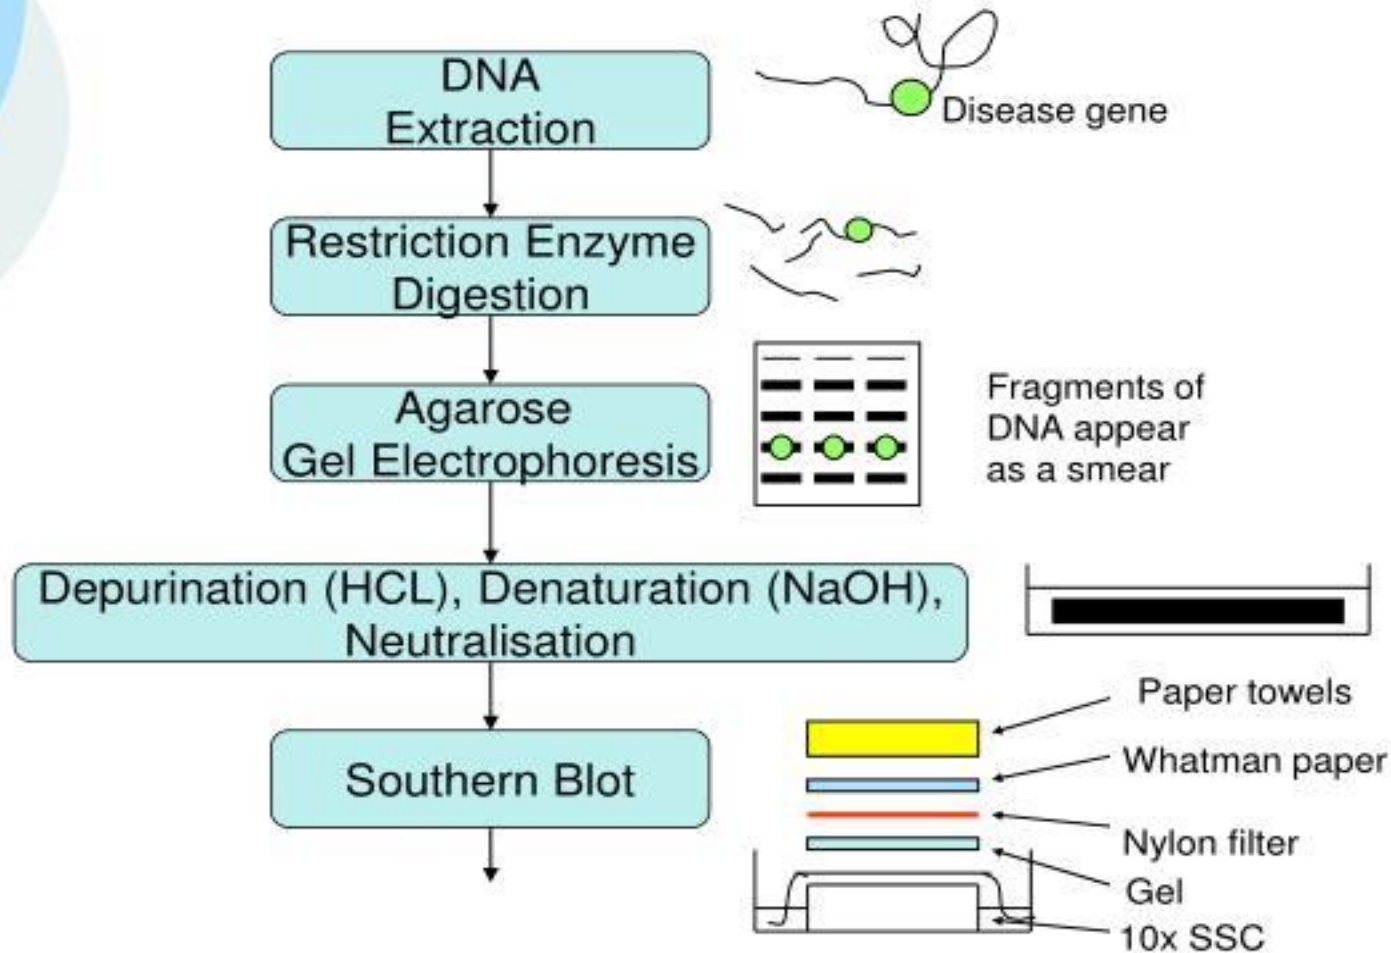 DNA
Extraction
Disease gene
Restriction Enzyme
Digestion
Agarose
Gel Electrophoresis
Fragments of
DNA appear
as a smear
Depurination (HCL), Denaturation (NaOH),
Neutralisation
Southern Blot
Paper towels
Whatman paper
Nylon filter
Gel
10x SSC